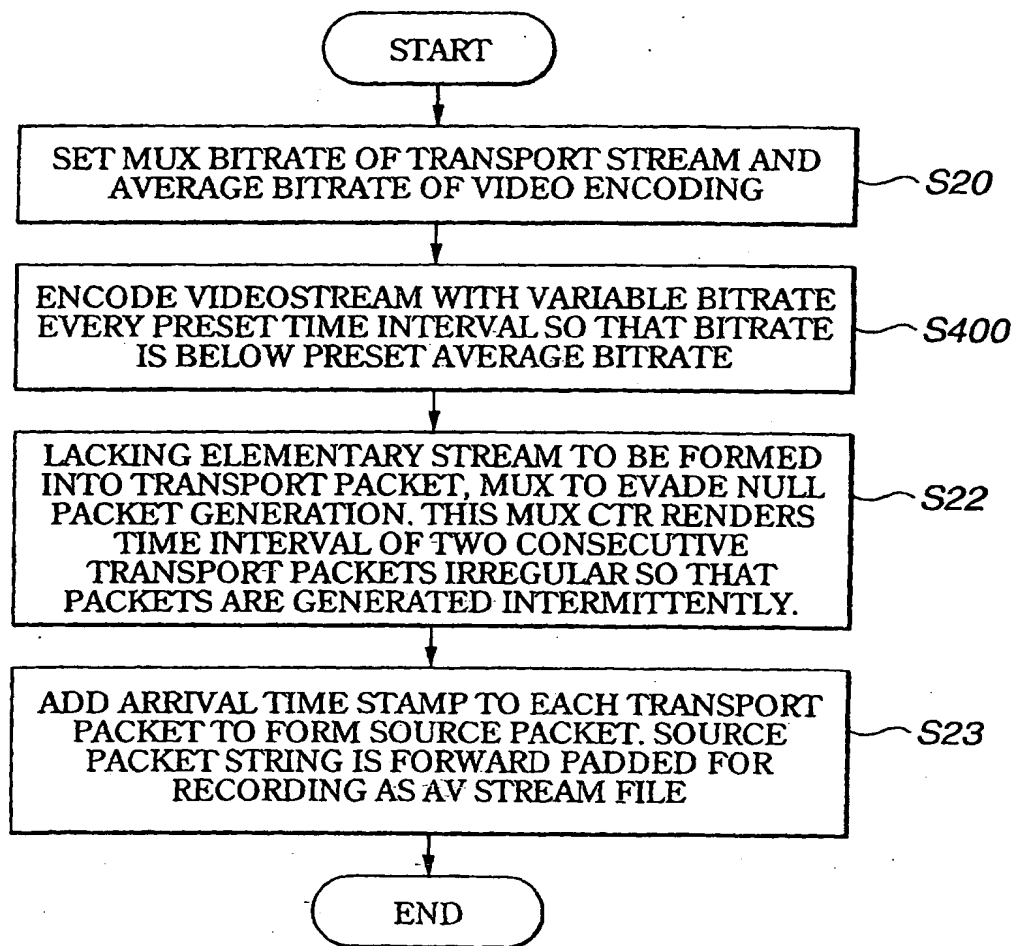 START
SET MUX BITRATE OF TRANSPORT STREAM AND
AVERAGE BITRATE OF VIDEO ENCODING
S20
ENCODE VIDEOSTREAM WITH VARIABLE BITRATE
EVERY PRESET TIME INTERVAL SO THAT BITRATE
IS BELOW PRESET AVERAGE BITRATE
S400
LACKING ELEMENTARY STREAM TO BE FORMED
INTO TRANSPORT PACKET, MUX TO EVADE NULL
PACKET GENERATION. THIS MUX CTR RENDERS
TIME INTERVAL OF TWO CONSECUTIVE
TRANSPORT PACKETS IRREGULAR SO THAT
PACKETS ARE GENERATED INTERMITTENTLY.
S22
ADD ARRIVAL TIME STAMP TO EACH TRANSPORT
PACKET TO FORM SOURCE PACKET. SOURCE
PACKET STRING IS FORWARD PADDED FOR
RECORDING AS AV STREAM FILE
S23
END